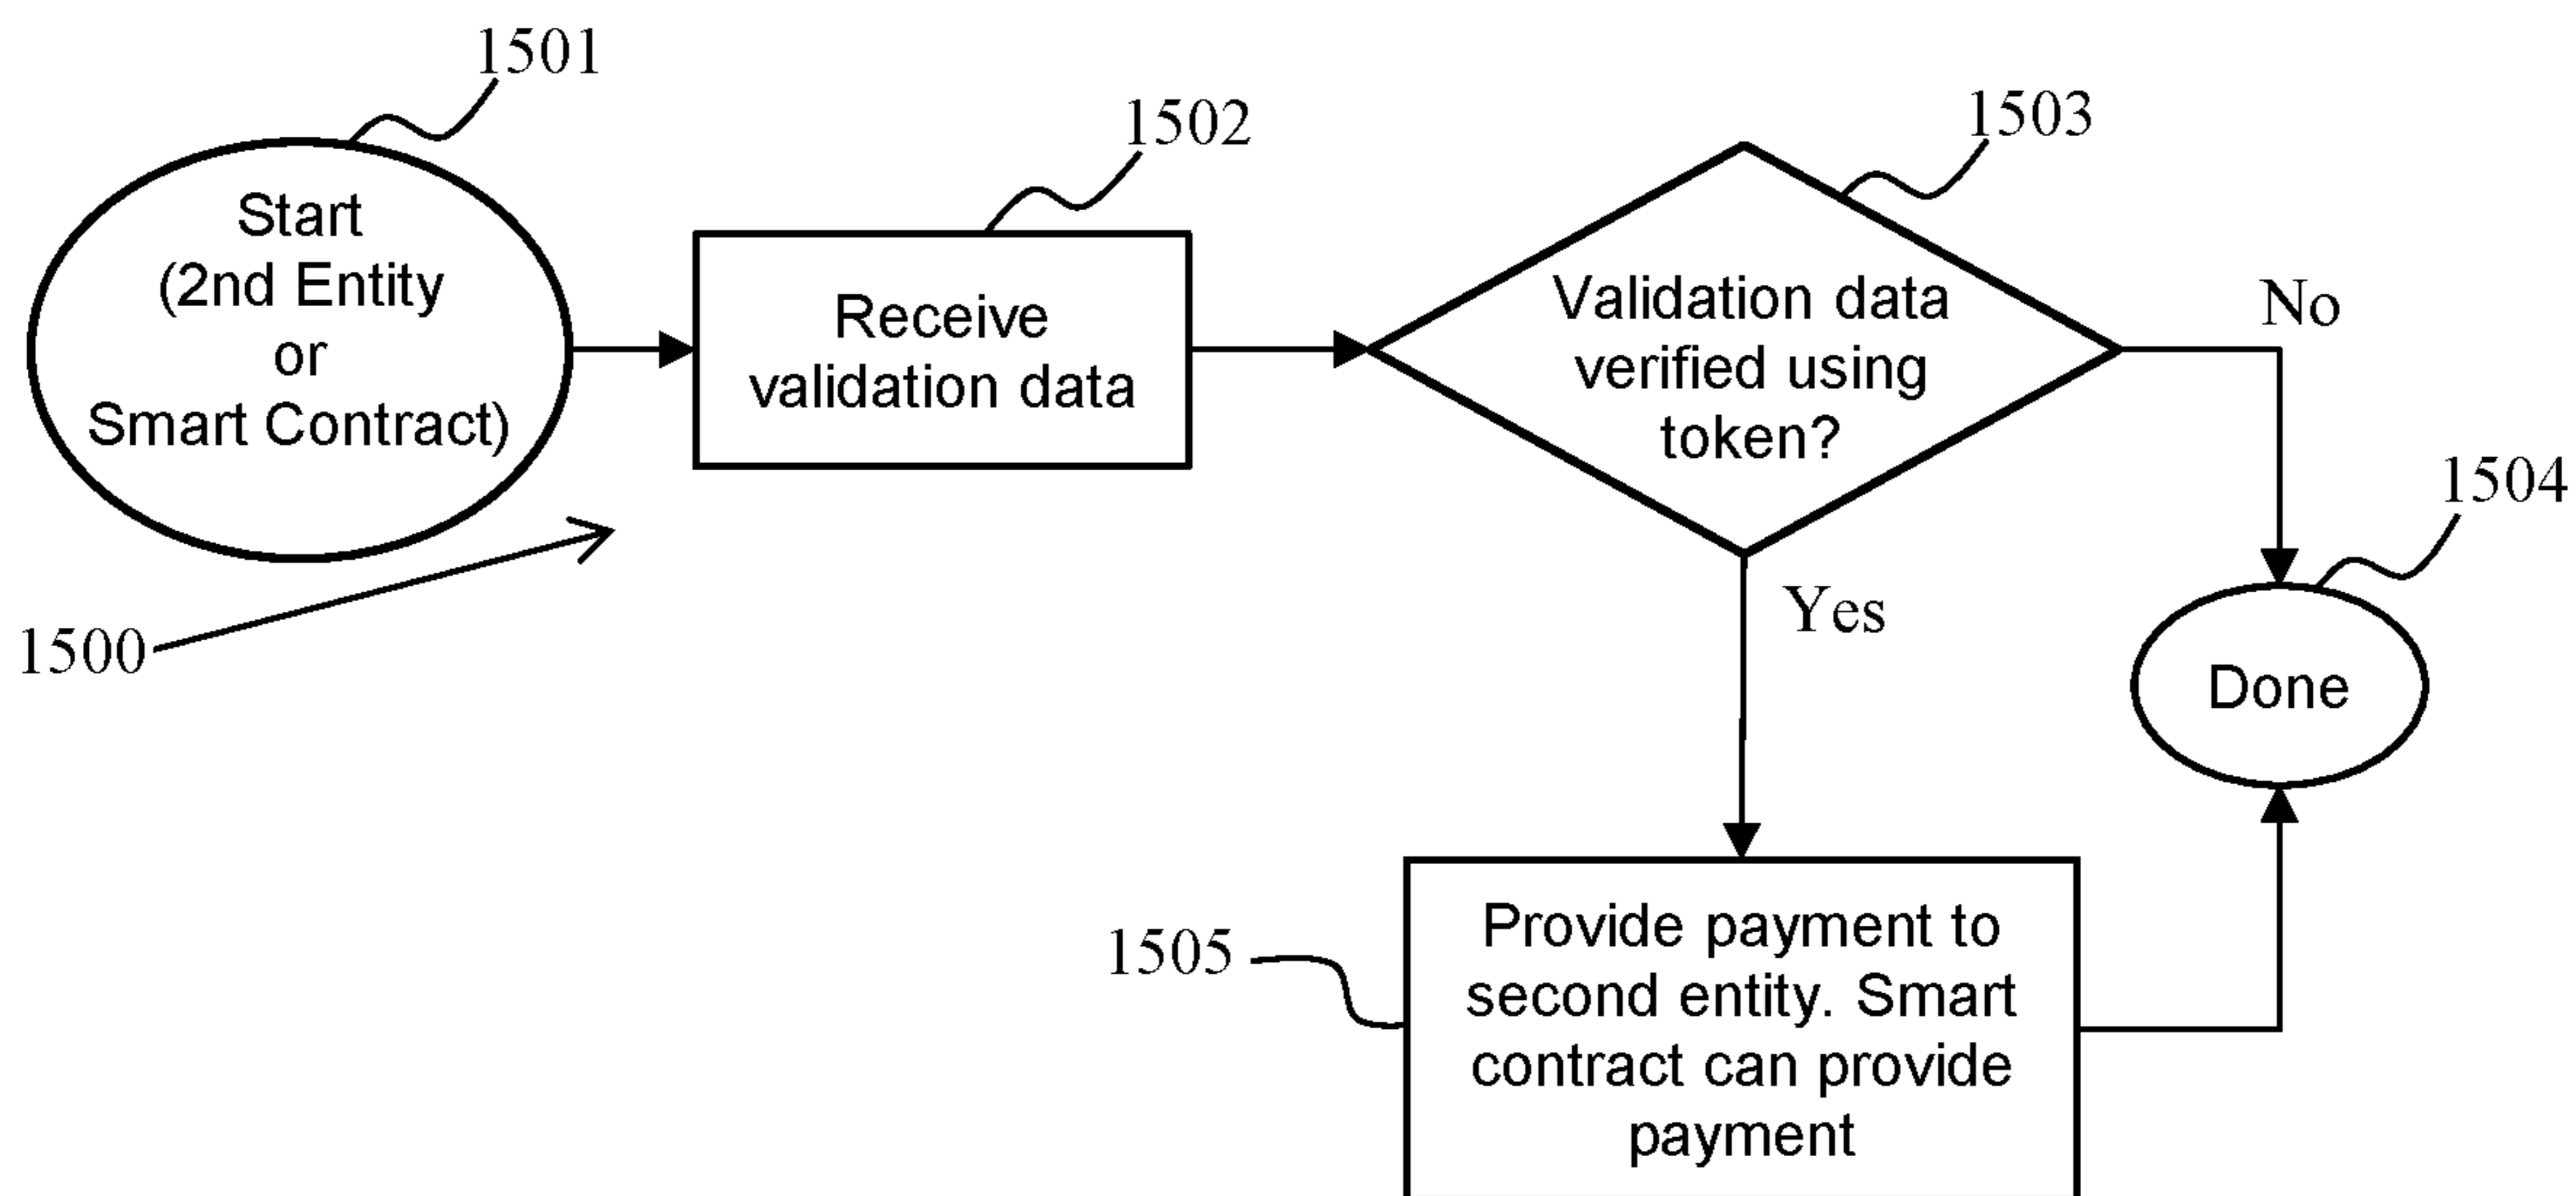 1501
Start
(2nd Entity
or
Smart Contract)
1502
Receive
validation data
1503
Validation data
verified using
token?
No
Yes
1504
Done
1500
1505
Provide payment to
second entity. Smart
contract can provide
payment